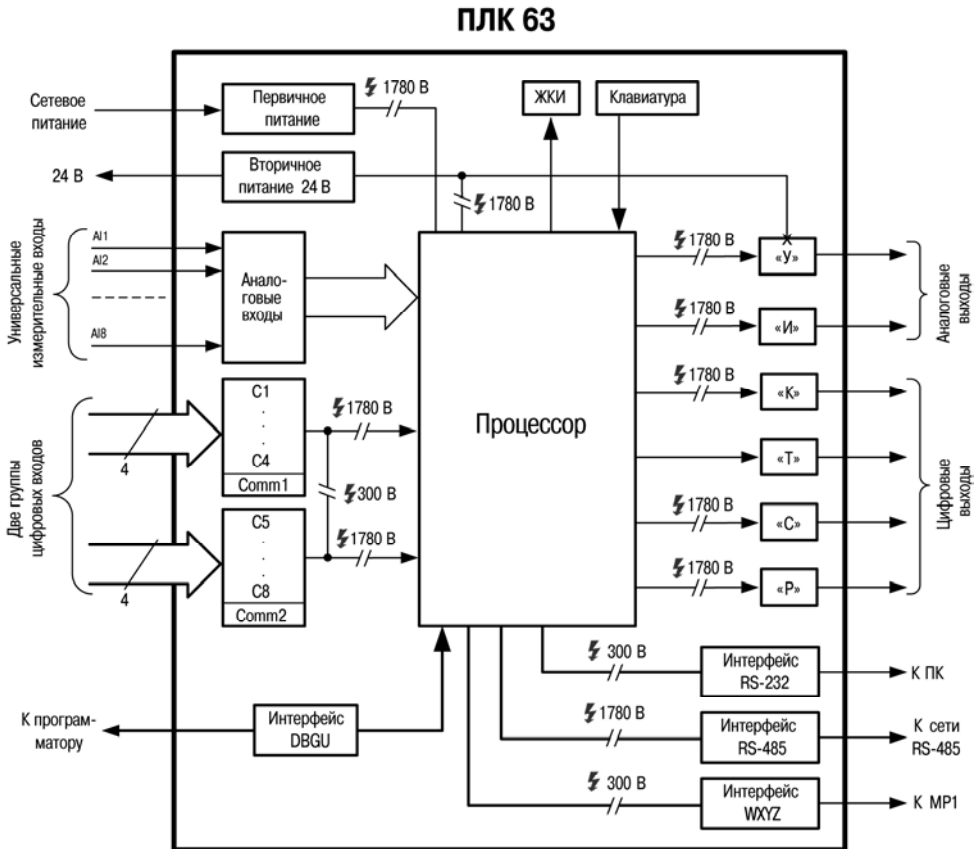 ПЛК 63
Сетевое
питание
Первичное
питание
1780 В
ЖКИ
Клавиатура
24 В
Вторичное
питание 24 В
1780 В
Универсальные
измерительные входы
AI1
AI2
AI8
Анало-
говые
входы
Процессор
1780 В
«У»
1780 В
«И»
Аналоговые
выходы
Две группы
цифровых входов
4
C1
.
.
.
C4
Comm1
1780 В
300 В
4
C5
.
.
.
C8
Comm2
1780 В
1780 В
«К»
«Т»
1780 В
«С»
1780 В
«Р»
Цифровые
выходы
К програм-
матору
Интерфейс
DBGU
300 В
Интерфейс
RS-232
К ПК
1780 В
Интерфейс
RS-485
К сети
RS-485
300 В
Интерфейс
WXYZ
К МР1